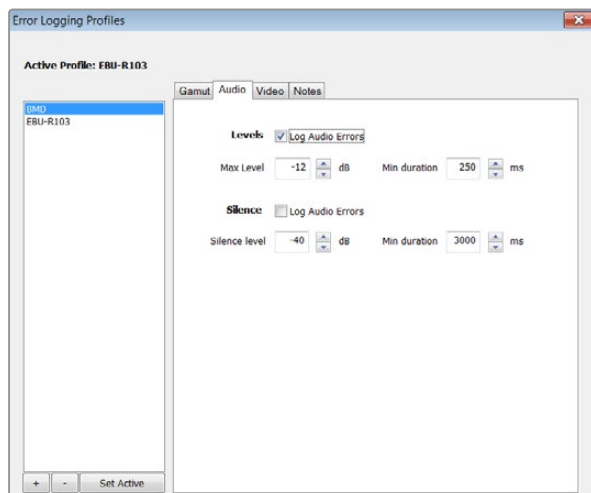 Error Logging Profiles
Active Profile: EBU-R103
BMD
EBU-R103
Gamut Audio Video Notes
Levels Log Audio Errors
Max Level -12 dB Min duration 250 ms
Silence Log Audio Errors
Silence level -40 dB Min duration 3000 ms
+ - Set Active